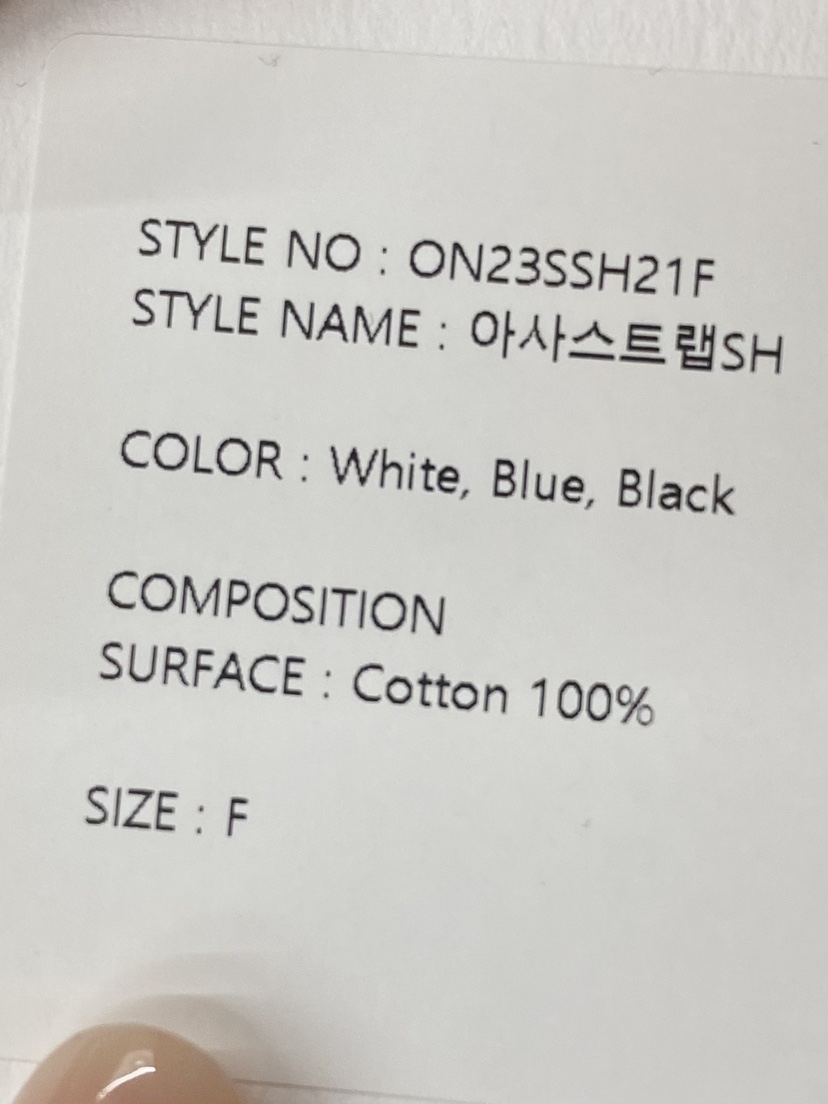 STYLE NO : ON23SSH21F
STYLE NAME : 아사스트랩SH
COLOR : White, Blue, Black
COMPOSITION
SURFACE : Cotton 100%
SIZE : F